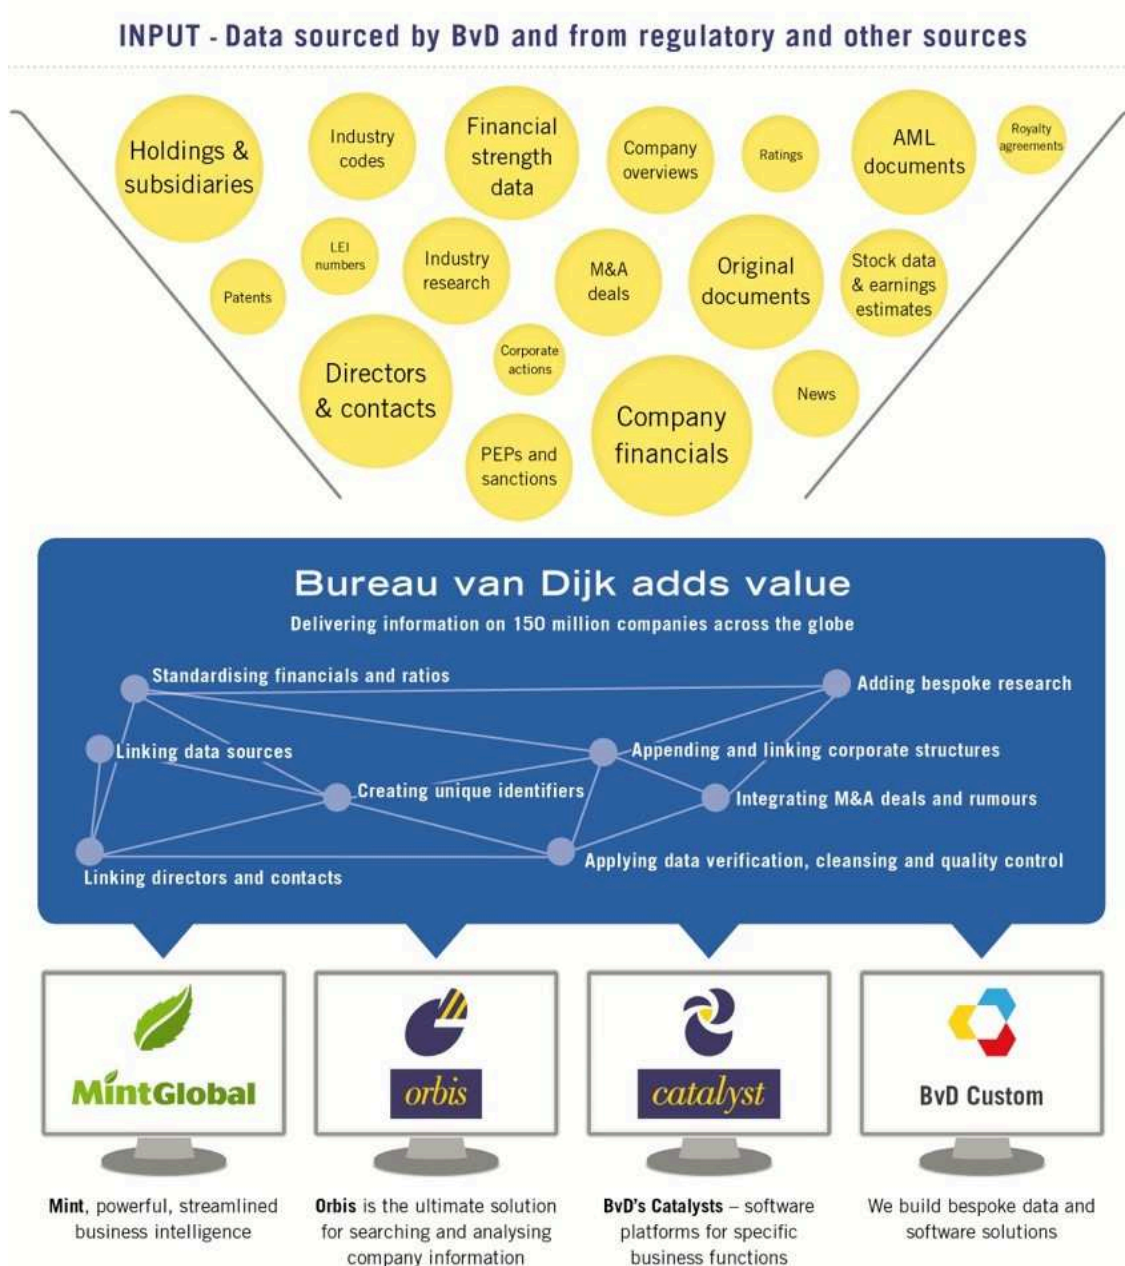 INPUT - Data sourced by BvD and from regulatory and other sources
Holdings &
subsidiaries
Industry
codes
Financial
strength
data
Company
overviews
Ratings
AML
documents
Royalty
agreements
Patents
LEI
numbers
Industry
research
M&A
deals
Original
documents
Stock data
& earnings
estimates
Directors
& contacts
Corporate
actions
PEPs and
sanctions
Company
financials
News
Bureau van Dijk adds value
Delivering information on 150 million companies across the globe
Standardising financials and ratios
Adding bespoke research
Linking data sources
Appending and linking corporate structures
Creating unique identifiers
Integrating M&A deals and rumours
Applying data verification, cleansing and quality control
Linking directors and contacts
MintGlobal
orbis
catalyst
BvD Custom
Mint, powerful, streamlined
business intelligence
Orbis is the ultimate solution
for searching and analysing
company information
BvD's Catalysts – software
platforms for specific
business functions
We build bespoke data and
software solutions